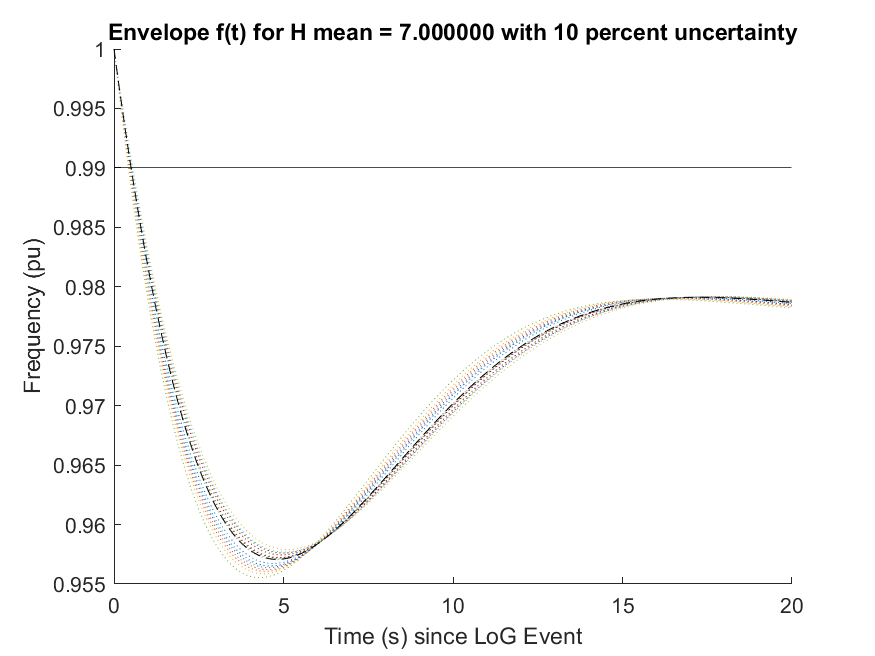 Envelope f(t) for H mean = 7.000000 with 10 percent uncertainty
1
0.995
0.99
0.985
0.98
0.975
0.97
0.965
0.96
0.955
Frequency (pu)
0 5 10 15 20
Time (s) since LoG Event